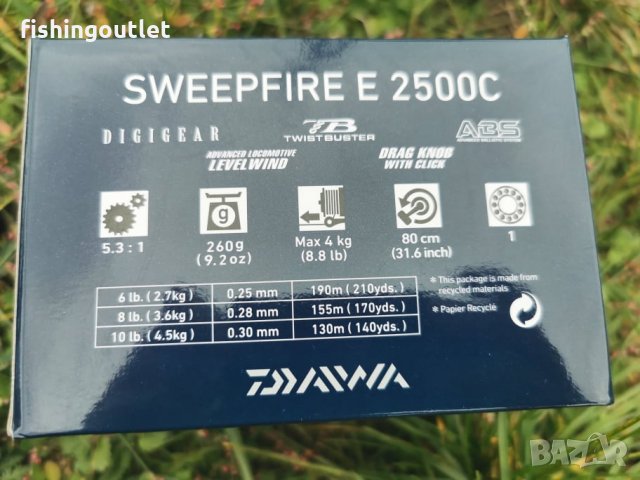 fishingoutlet
SWEEPFIRE E 2500C
DIGIGEAR
TB
TWISTBUSTER
ABS
ADVANCED BALLISTIC SYSTEM
ADVANCED LOCOMOTIVE
LEVELWIND
DRAG KNOB
WITH CLICK
g
5.3 : 1
260g
(9.2oz)
Max 4 kg
(8.8 lb)
80 cm
(31.6 inch)
1
6 lb. (2.7kg) 0.25 mm 190m (210yds.)
8 lb. (3.6kg) 0.28 mm 155m (170yds.)
10 lb. (4.5kg) 0.30 mm 130m (140yds.)
* This package is made from
recycled materials
* Papier Recyclé
DAIWA
BAZAR